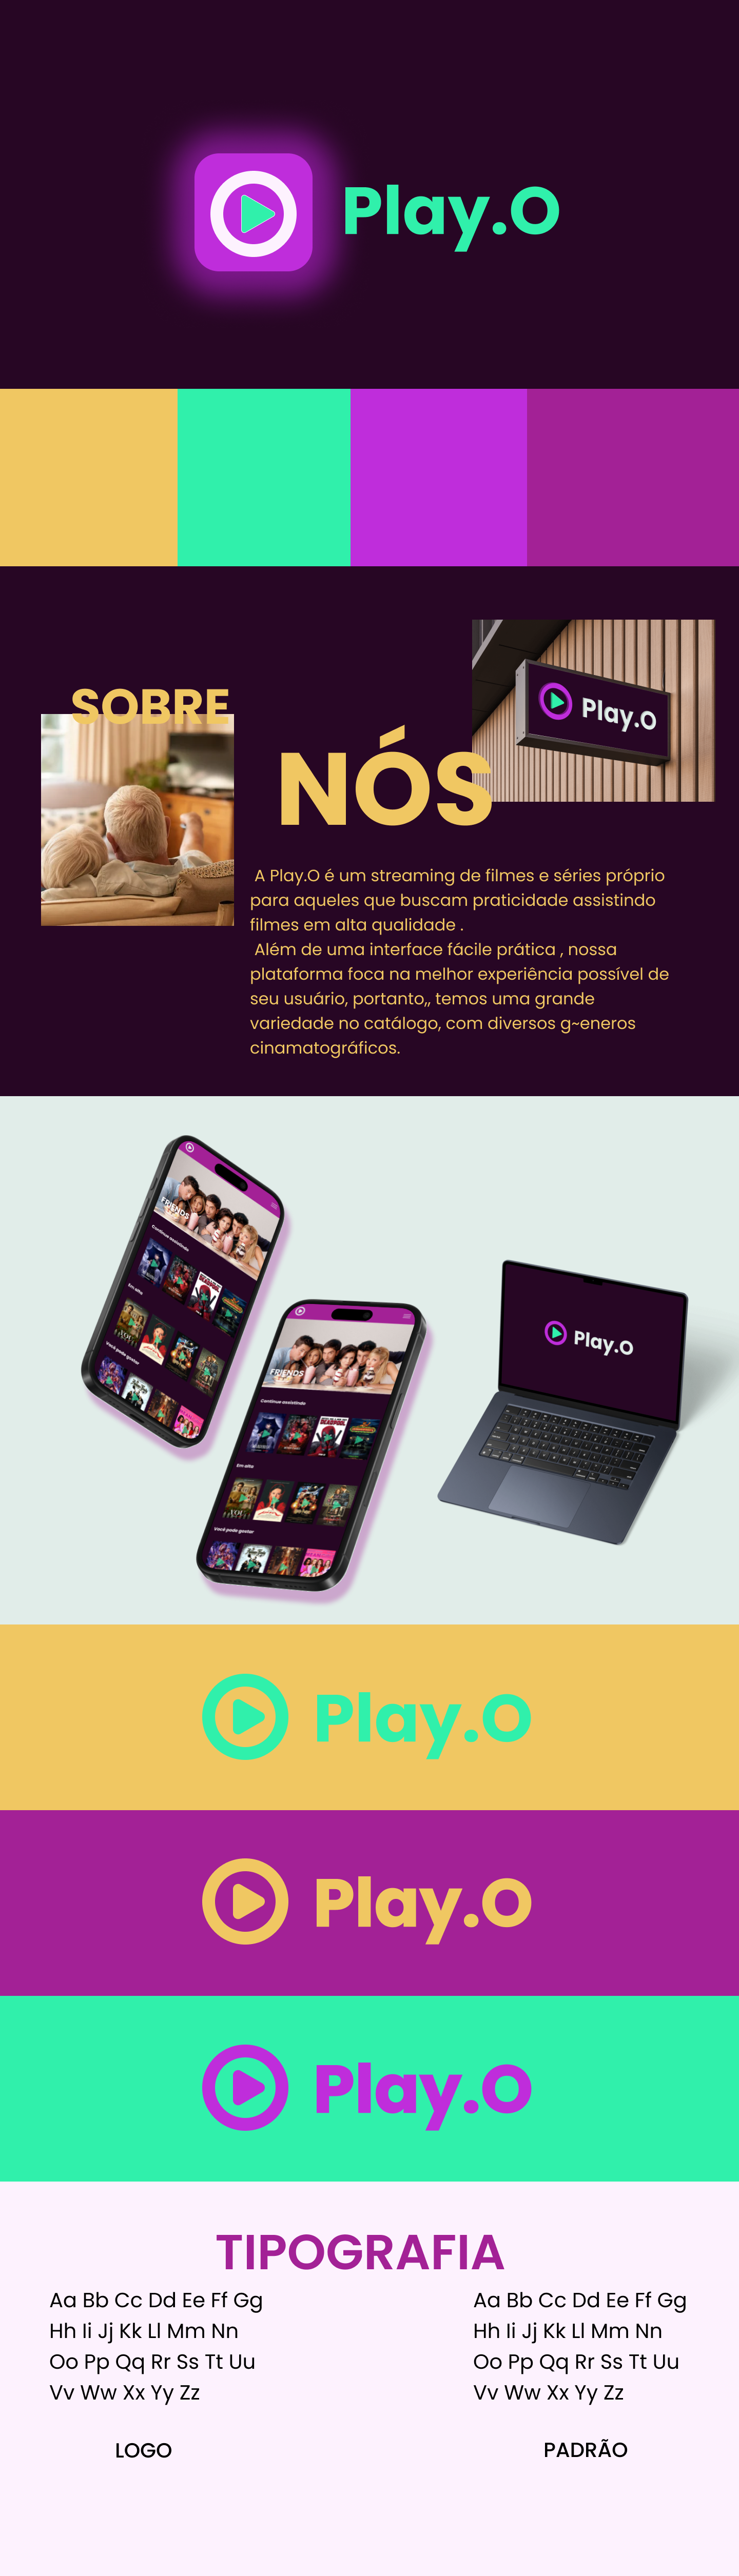 Play.O
SOBRE
NÓS
Play.O
A Play.O é um streaming de filmes e séries próprio
para aqueles que buscam praticidade assistindo
filmes em alta qualidade .
Além de uma interface fácile prática , nossa
plataforma foca na melhor experiência possível de
seu usuário, portanto,, temos uma grande
variedade no catálogo, com diversos g~eneros
cinamatográficos.
FRIENDS
Continue assistindo
DEADPOOL
Em alta
YOU
Você pode gostar
FRIENDS
Continue assistindo
DEADPOOL
Em alta
YOU
Você pode gostar
Play.O
Play.O
Play.O
Play.O
TIPOGRAFIA
Aa Bb Cc Dd Ee Ff Gg
Hh Ii Jj Kk Ll Mm Nn
Oo Pp Qq Rr Ss Tt Uu
Vv Ww Xx Yy Zz
LOGO
Aa Bb Cc Dd Ee Ff Gg
Hh Ii Jj Kk Ll Mm Nn
Oo Pp Qq Rr Ss Tt Uu
Vv Ww Xx Yy Zz
PADRÃO